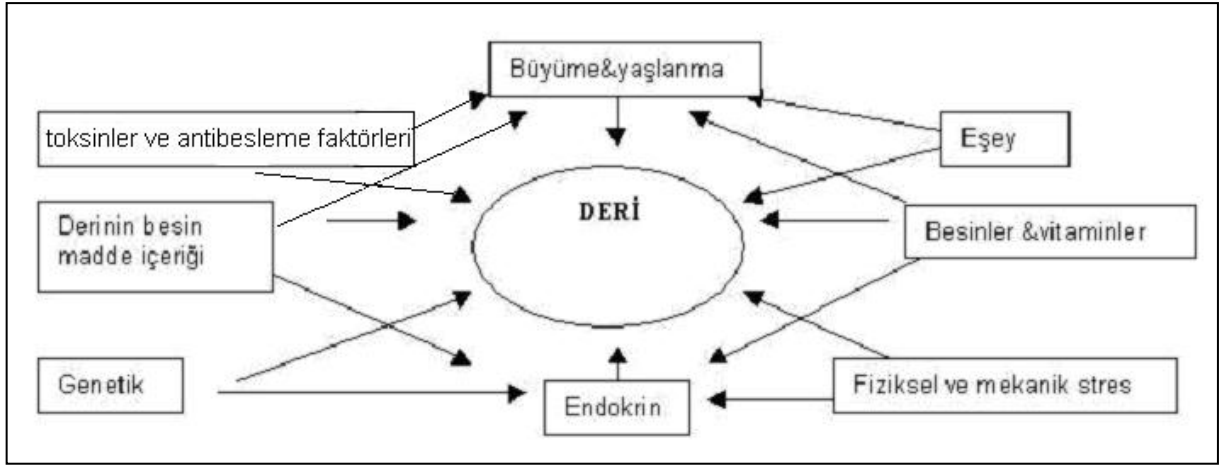 Büyüme&yaşlanma
toksinler ve antibesleme faktörleri
Eşey
DERİ
Derinin besin
madde içeriği
Besinler &vitaminler
Genetik
Endokrin
Fiziksel ve mekanik stres